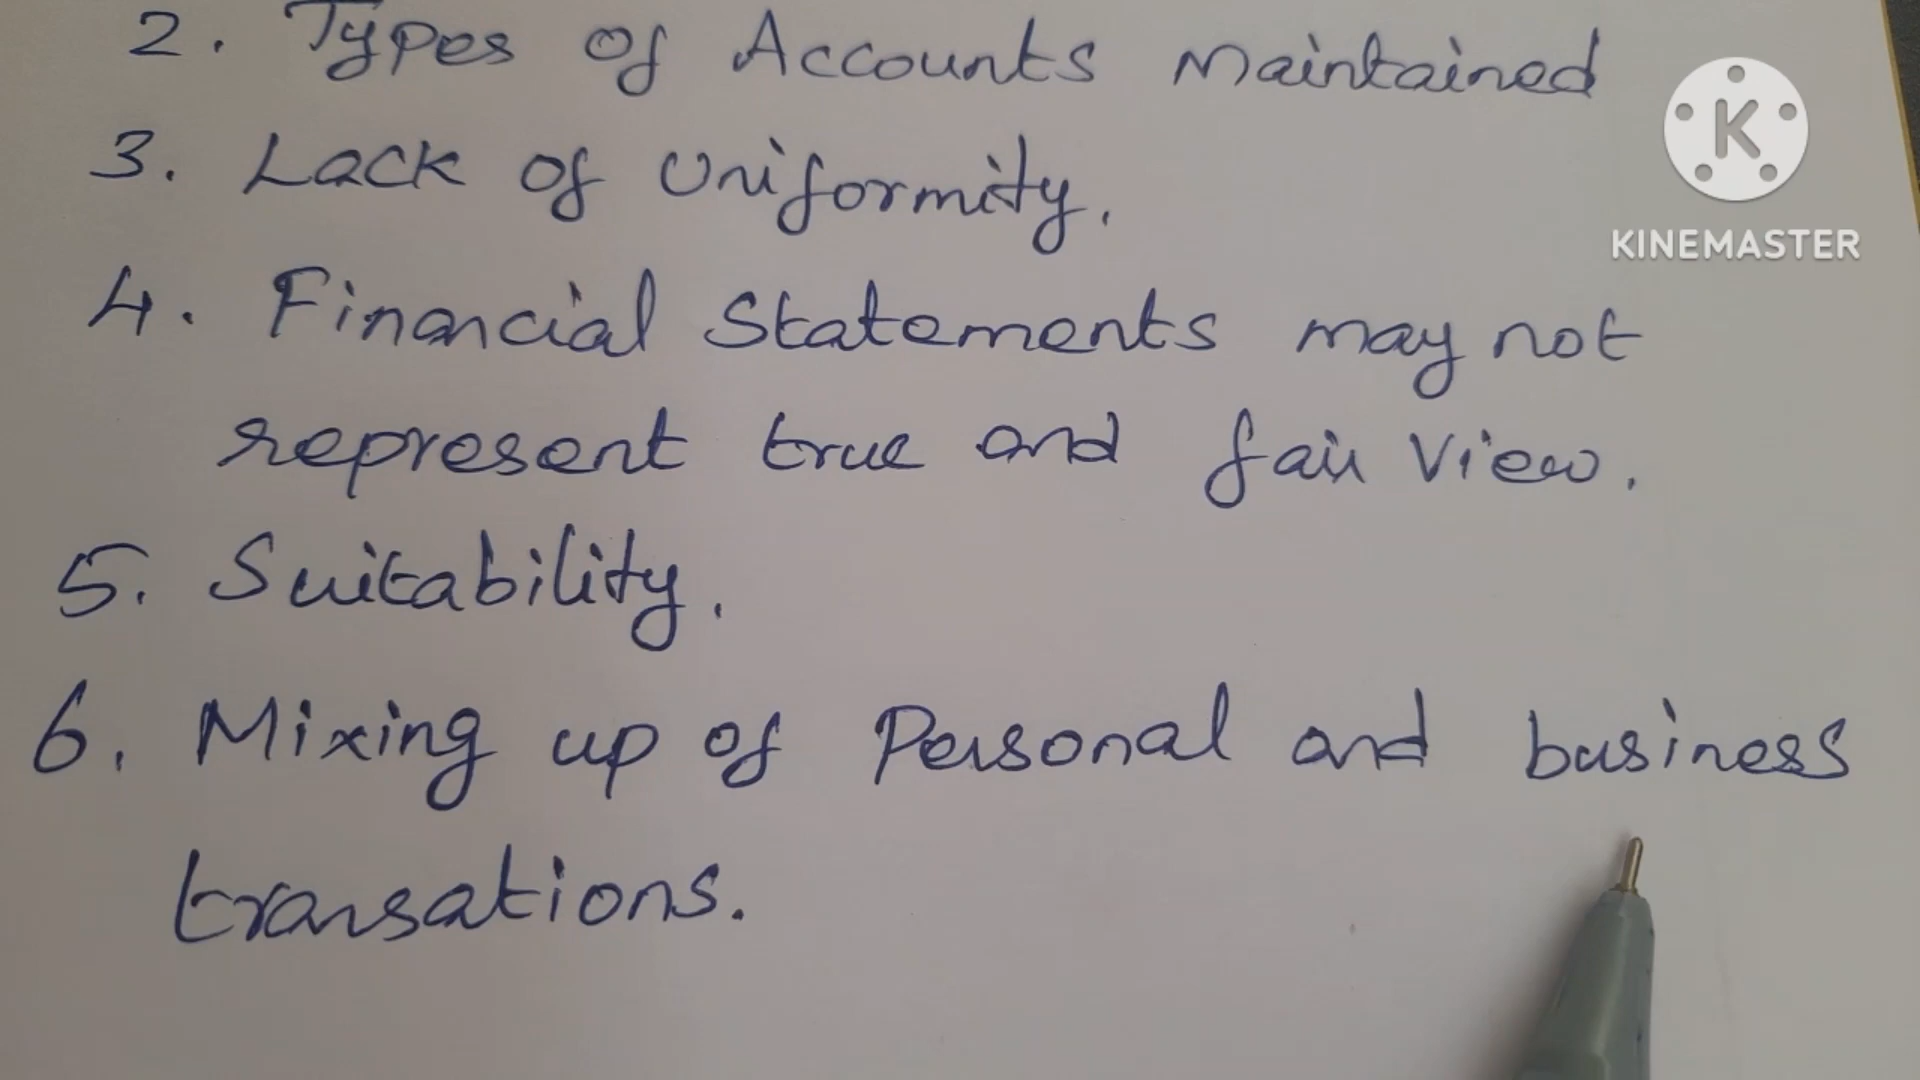 2. Types of Accounts Maintained
3. Lack of Uniformity.
4. Financial Statements may not
represent true and fair View.
5. Suitability.
6. Mixing up of Personal and business
transations.
K
KINEMASTER